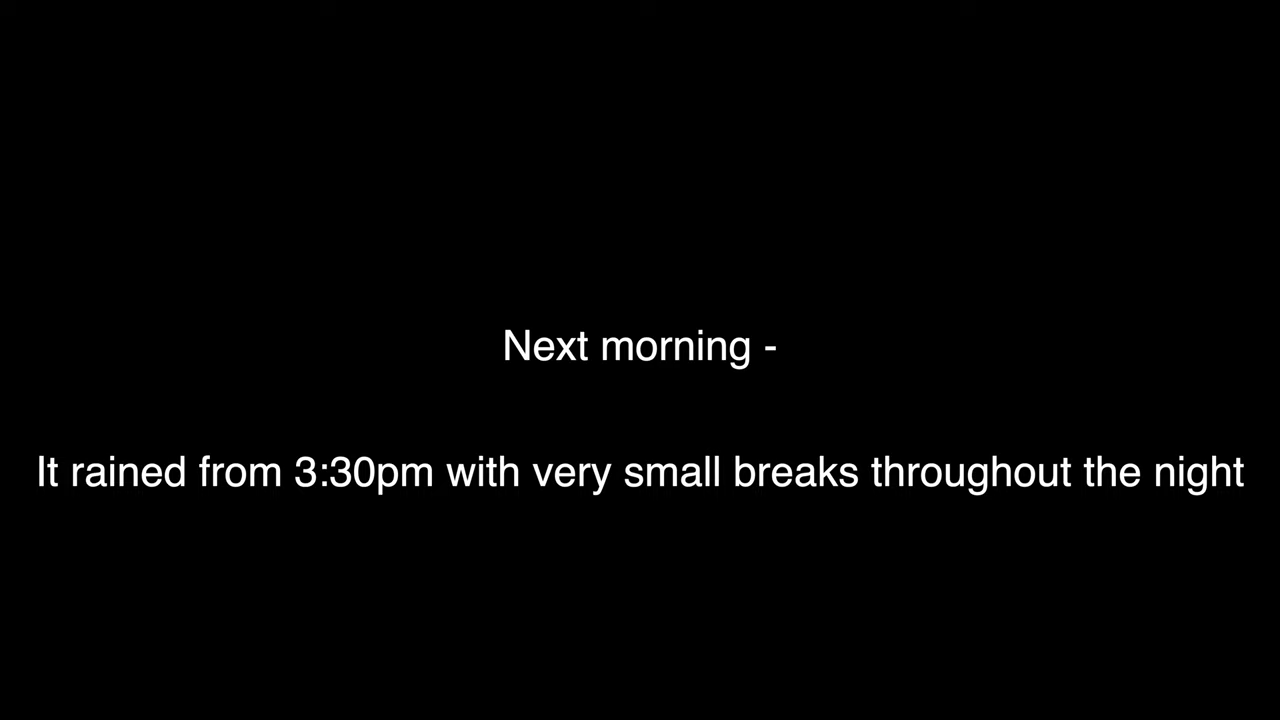 Next morning -
It rained from 3:30pm with very small breaks throughout the night